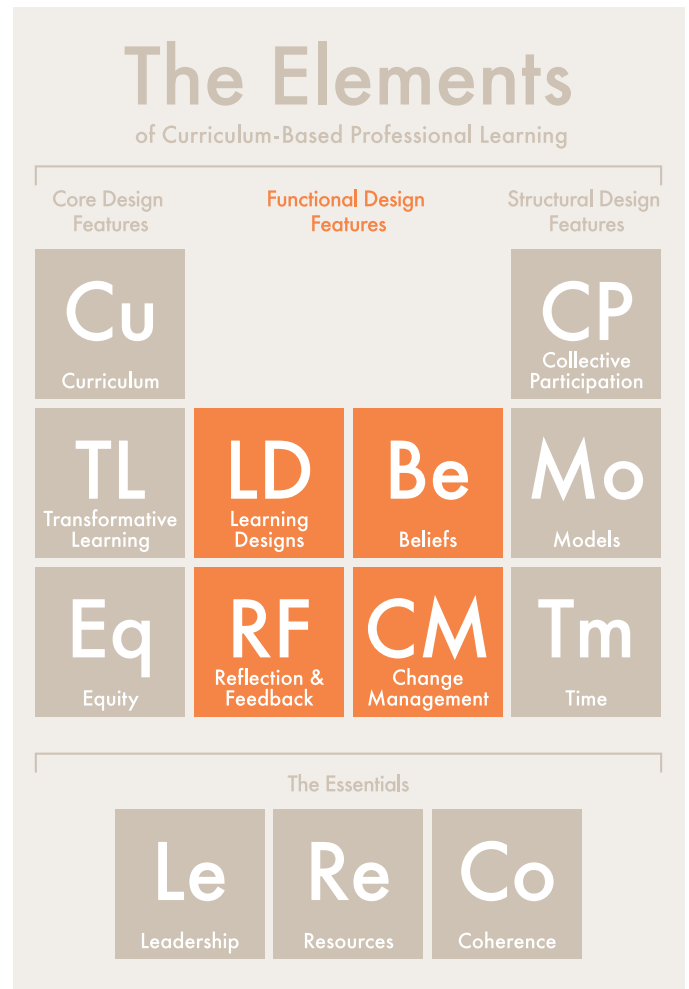 The Elements
of Curriculum-Based Professional Learning
Core Design
Features
Functional Design
Features
Structural Design
Features
Cu
Curriculum
CP
Collective
Participation
TL
Transformative
Learning
LD
Learning
Designs
Be
Beliefs
Mo
Models
Eq
Equity
RF
Reflection &
Feedback
CM
Change
Management
Tm
Time
The Essentials
Le
Leadership
Re
Resources
Co
Coherence